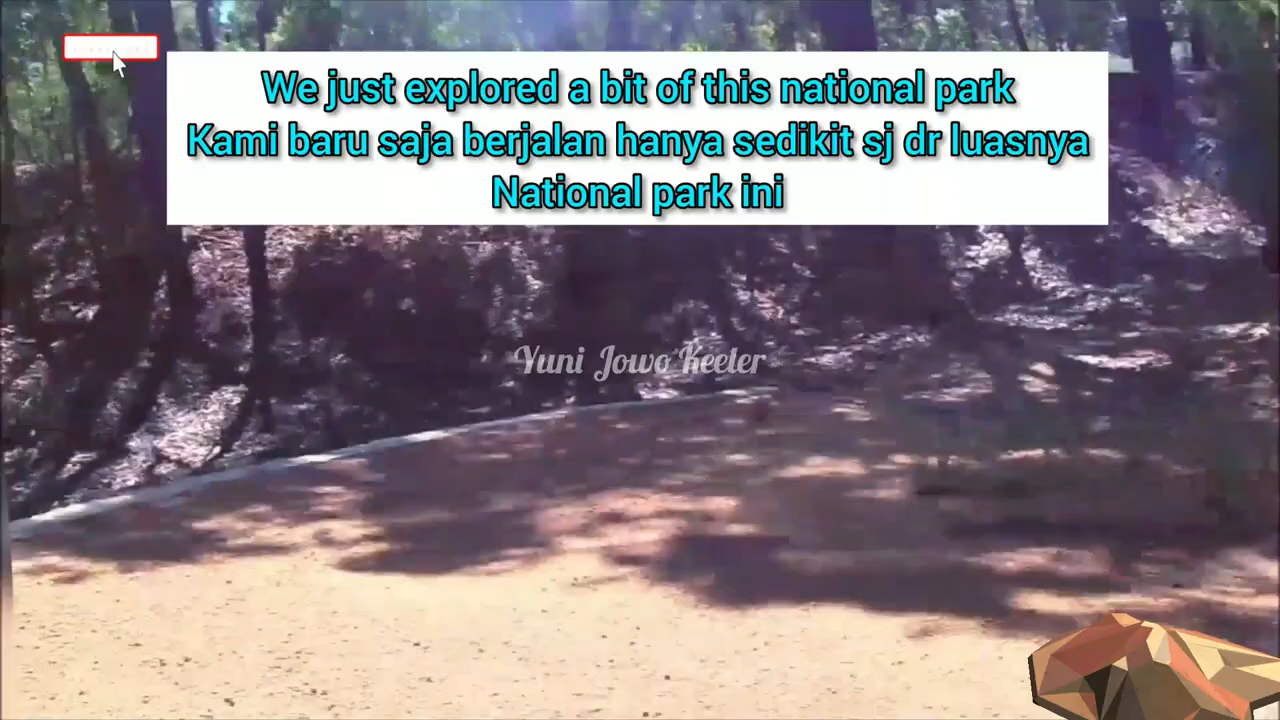 We just explored a bit of this national park
Kami baru saja berjalan hanya sedikit sj dr luasnya
National park ini
Yuni Jowo Keeler